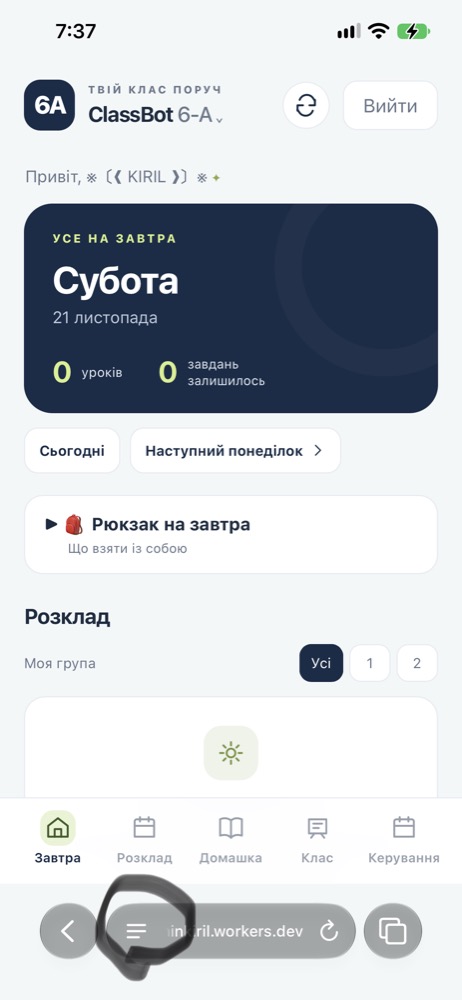 7:37
6A
ТВІЙ КЛАС ПОРУЧ
ClassBot 6-А
Вийти
Привіт, ※〔❰ KIRIL ❱〕※ ✦
УСЕ НА ЗАВТРА
Субота
21 листопада
0 уроків
0 завдань залишилось
Сьогодні
Наступний понеділок
Рюкзак на завтра
Що взяти із собою
Розклад
Моя група
Усі 1 2
Завтра Розклад Домашка Клас Керування
.workers.dev